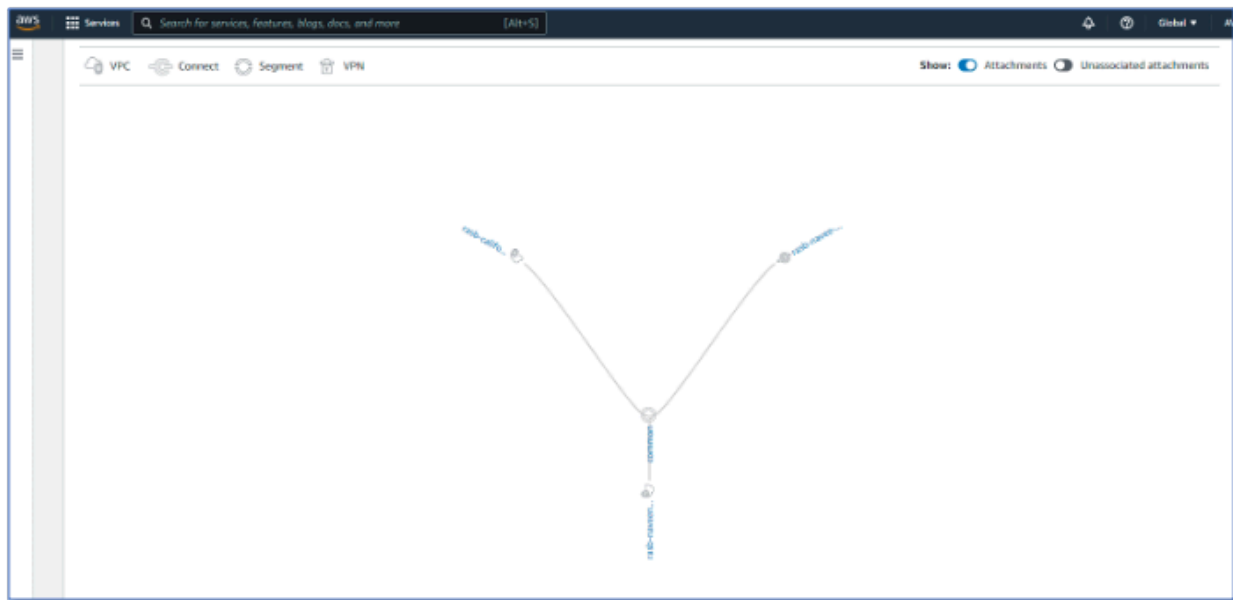 aws Services Search for services, features, blogs, docs, and more [Alt+S] Global
VPC Connect Segment VPN Show: Attachments Unassociated attachments
common